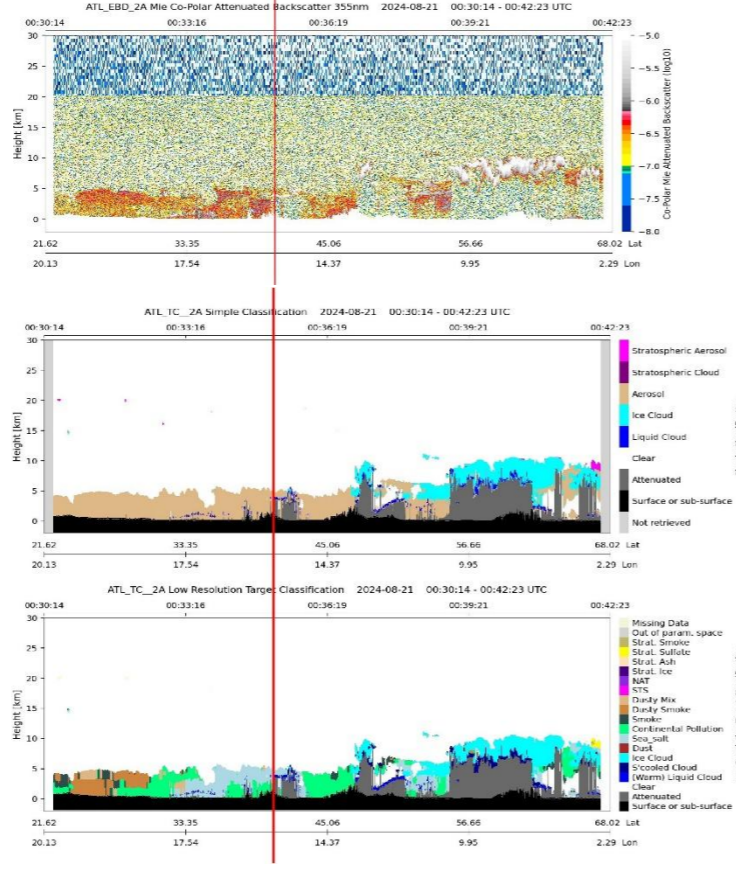 ATL_EBD_2A Mie Co-Polar Attenuated Backscatter 355nm 2024-08-21 00:30:14 - 00:42:23 UTC
00:30:14 00:33:16 00:36:19 00:39:21 00:42:23
30
25
20
15
10
5
0
Height [km]
−5.0
−5.5
−6.0
−6.5
−7.0
−7.5
−8.0
Co-Polar Mie Attenuated Backscatter (log10)
21.62 33.35 45.06 56.66 68.02 Lat
20.13 17.54 14.37 9.95 2.29 Lon
ATL_TC__2A Simple Classification 2024-08-21 00:30:14 - 00:42:23 UTC
00:30:14 00:33:16 00:36:19 00:39:21 00:42:23
30
25
20
15
10
5
0
Height [km]
Stratospheric Aerosol
Stratospheric Cloud
Aerosol
Ice Cloud
Liquid Cloud
Clear
Attenuated
Surface or sub-surface
Not retrieved
21.62 33.35 45.06 56.66 68.02 Lat
20.13 17.54 14.37 9.95 2.29 Lon
ATL_TC__2A Low Resolution Target Classification 2024-08-21 00:30:14 - 00:42:23 UTC
00:30:14 00:33:16 00:36:19 00:39:21 00:42:23
30
25
20
15
10
5
0
Height [km]
Missing Data
Out of param. space
Strat. Smoke
Strat. Sulfate
Strat. Ash
Strat. Ice
NAT
STS
Dusty Mix
Dusty Smoke
Smoke
Continental Pollution
Sea_salt
Dust
Ice Cloud
S'cooled Cloud
(Warm) Liquid Cloud
Clear
Attenuated
Surface or sub-surface
21.62 33.35 45.06 56.66 68.02 Lat
20.13 17.54 14.37 9.95 2.29 Lon